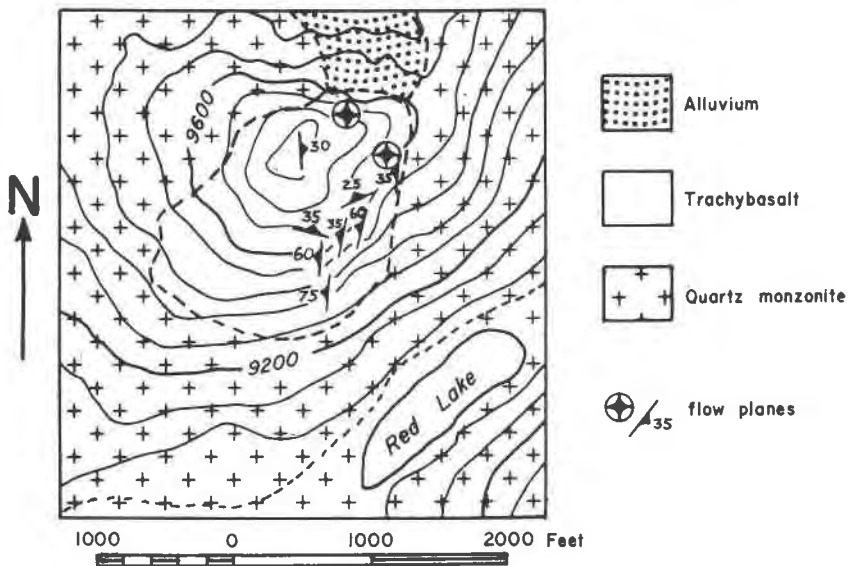 N
9600
30
35
25
35
35
60
60
75
9200
Red Lake
Alluvium
Trachybasalt
Quartz monzonite
35 flow planes
1000 0 1000 2000 Feet